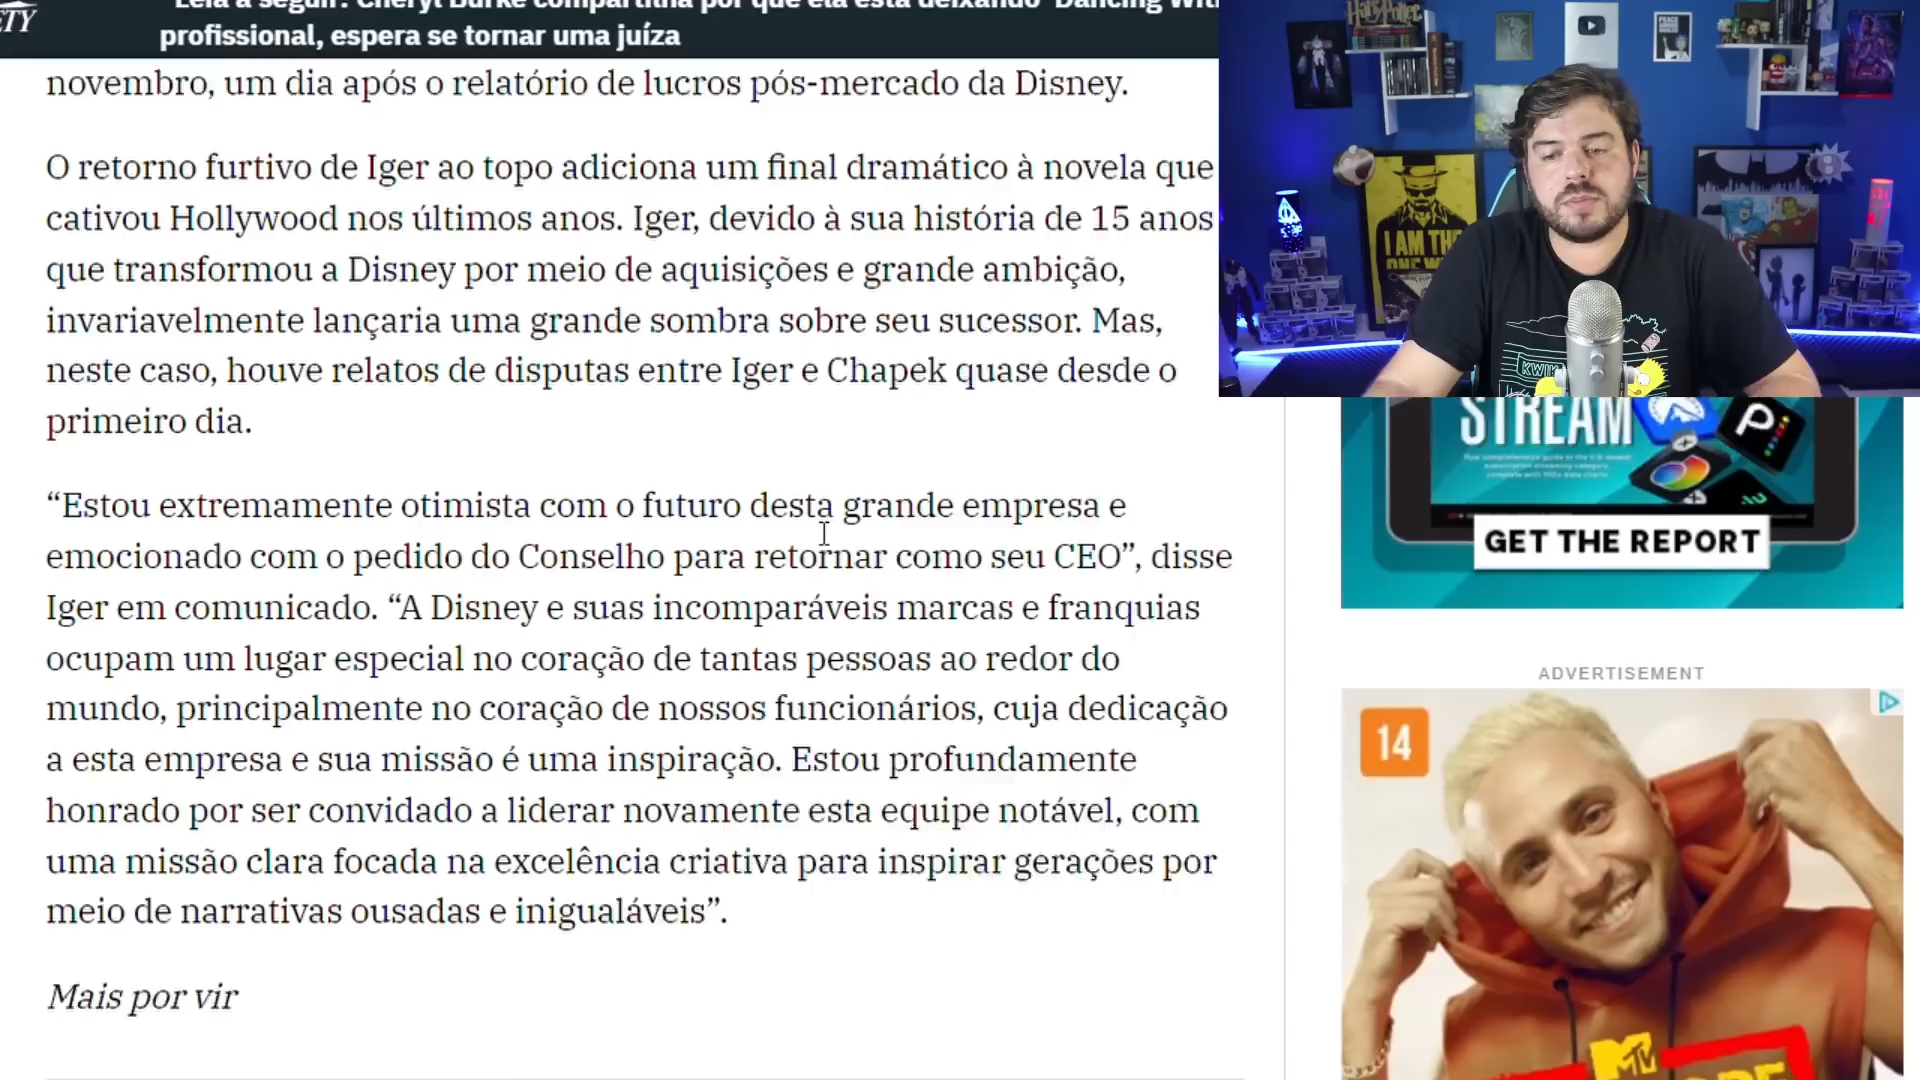 ETY
Leia a seguir: Cheryl Burke compartilha por que ela está deixando 'Dancing Wit
profissional, espera se tornar uma juíza
novembro, um dia após o relatório de lucros pós-mercado da Disney.
O retorno furtivo de Iger ao topo adiciona um final dramático à novela que
cativou Hollywood nos últimos anos. Iger, devido à sua história de 15 anos
que transformou a Disney por meio de aquisições e grande ambição,
invariavelmente lançaria uma grande sombra sobre seu sucessor. Mas,
neste caso, houve relatos de disputas entre Iger e Chapek quase desde o
primeiro dia.
“Estou extremamente otimista com o futuro desta grande empresa e
emocionado com o pedido do Conselho para retornar como seu CEO”, disse
Iger em comunicado. “A Disney e suas incomparáveis marcas e franquias
ocupam um lugar especial no coração de tantas pessoas ao redor do
mundo, principalmente no coração de nossos funcionários, cuja dedicação
a esta empresa e sua missão é uma inspiração. Estou profundamente
honrado por ser convidado a liderar novamente esta equipe notável, com
uma missão clara focada na excelência criativa para inspirar gerações por
meio de narrativas ousadas e inigualáveis”.
Mais por vir
Harry Potter
PEACE
I AM THE
ONE W
KWIK
STREAM
P
GET THE REPORT
ADVERTISEMENT
14
MTV